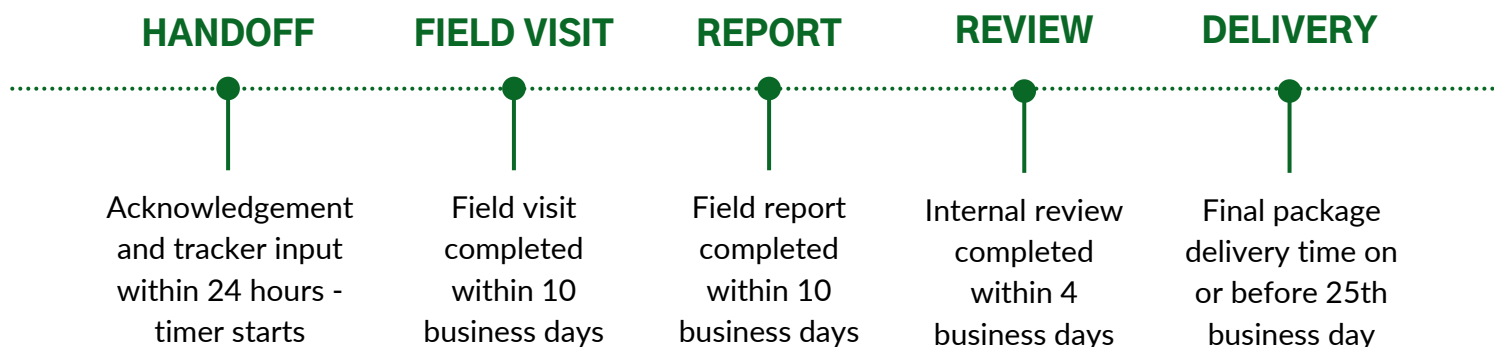 HANDOFF
Acknowledgement
and tracker input
within 24 hours -
timer starts
FIELD VISIT
Field visit
completed
within 10
business days
REPORT
Field report
completed
within 10
business days
REVIEW
Internal review
completed
within 4
business days
DELIVERY
Final package
delivery time on
or before 25th
business day